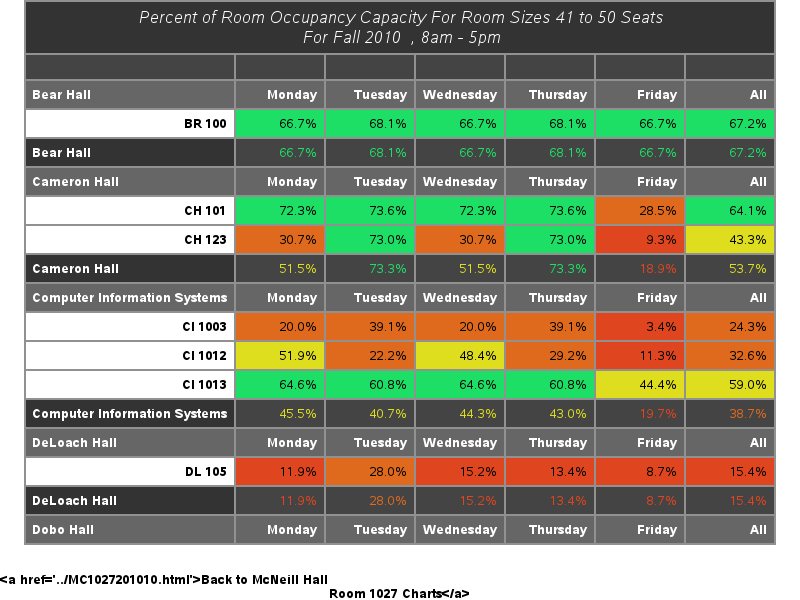 Percent of Room Occupancy Capacity For Room Sizes 41 to 50 Seats
For Fall 2010 , 8am - 5pm
Bear Hall Monday Tuesday Wednesday Thursday Friday All
BR 100 66.7% 68.1% 66.7% 68.1% 66.7% 67.2%
Bear Hall 66.7% 68.1% 66.7% 68.1% 66.7% 67.2%
Cameron Hall Monday Tuesday Wednesday Thursday Friday All
CH 101 72.3% 73.6% 72.3% 73.6% 28.5% 64.1%
CH 123 30.7% 73.0% 30.7% 73.0% 9.3% 43.3%
Cameron Hall 51.5% 73.3% 51.5% 73.3% 18.9% 53.7%
Computer Information Systems Monday Tuesday Wednesday Thursday Friday All
CI 1003 20.0% 39.1% 20.0% 39.1% 3.4% 24.3%
CI 1012 51.9% 22.2% 48.4% 29.2% 11.3% 32.6%
CI 1013 64.6% 60.8% 64.6% 60.8% 44.4% 59.0%
Computer Information Systems 45.5% 40.7% 44.3% 43.0% 19.7% 38.7%
DeLoach Hall Monday Tuesday Wednesday Thursday Friday All
DL 105 11.9% 28.0% 15.2% 13.4% 8.7% 15.4%
DeLoach Hall 11.9% 28.0% 15.2% 13.4% 8.7% 15.4%
Dobo Hall Monday Tuesday Wednesday Thursday Friday All
&lt;a href='../MC1027201010.html'&gt;Back to McNeill Hall
Room 1027 Charts&lt;/a&gt;